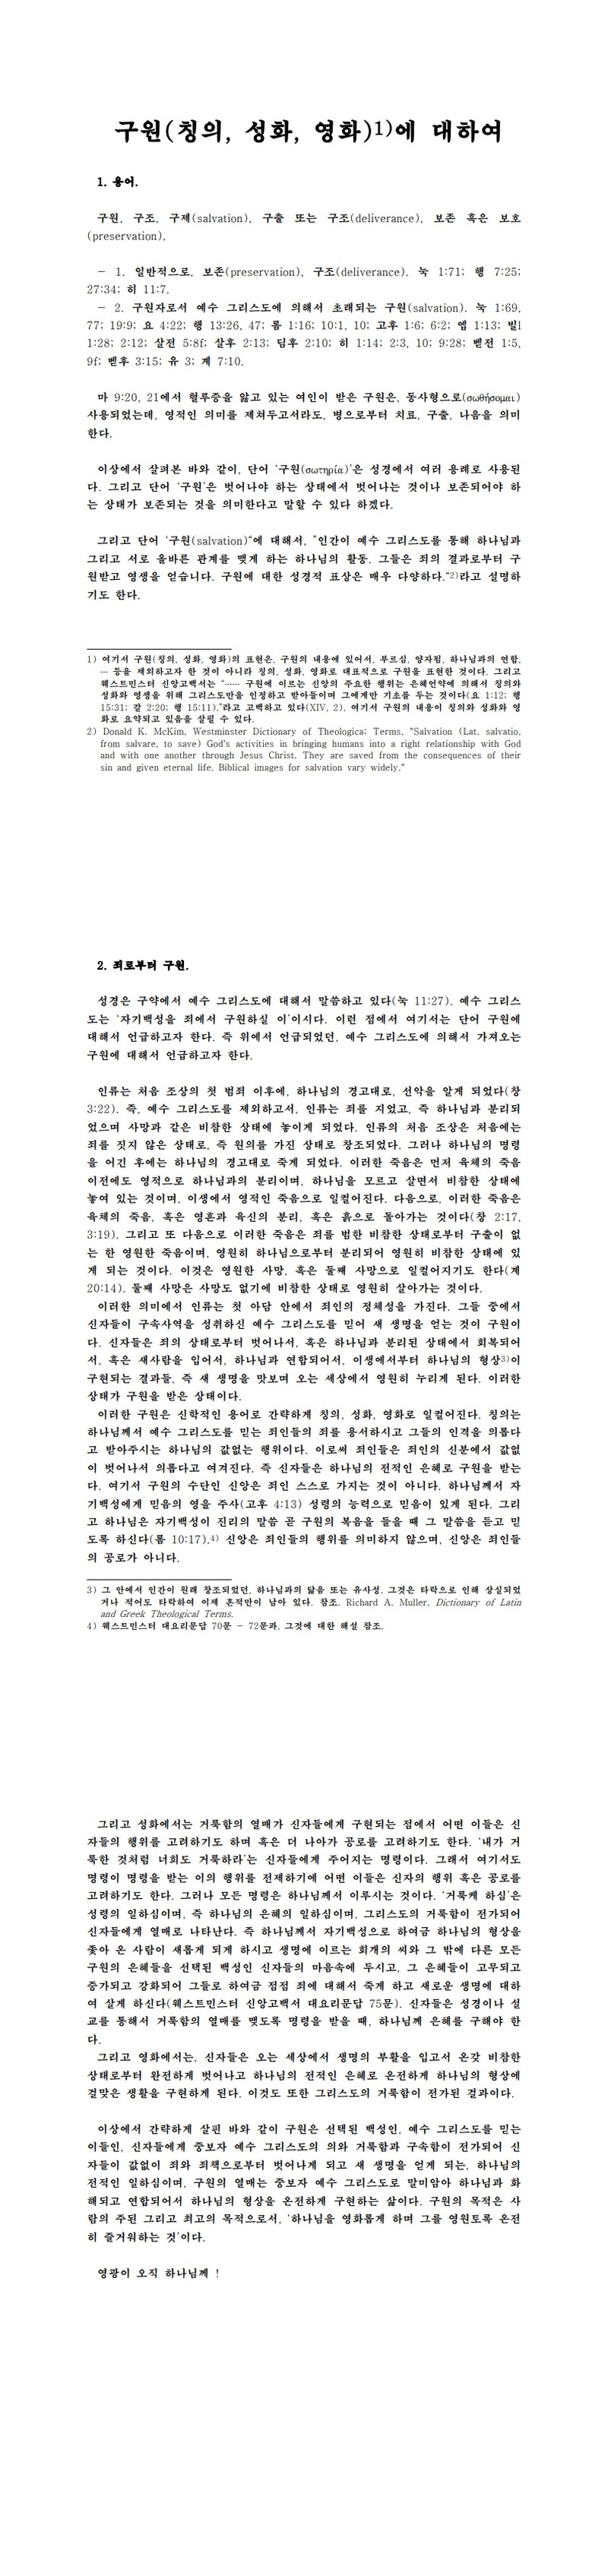 구원(칭의, 성화, 영화)1)에 대하여
1. 용어.
구원, 구조, 구제(salvation), 구출 또는 구조(deliverance), 보존 혹은 보호
(preservation),
- 1. 일반적으로, 보존(preservation), 구조(deliverance). 눅 1:71; 행 7:25;
27:34; 히 11:7.
- 2. 구원자로서 예수 그리스도에 의해서 초래되는 구원(salvation). 눅 1:69,
77; 19:9; 요 4:22; 행 13:26, 47; 롬 1:16; 10:1, 10; 고후 1:6; 6:2; 엡 1:13; 빌l
1:28; 2:12; 살전 5:8f; 살후 2:13; 딤후 2:10; 히 1:14; 2:3, 10; 9:28; 벧전 1:5,
9f; 벧후 3:15; 유 3; 계 7:10.
마 9:20, 21에서 혈루증을 앓고 있는 여인이 받은 구원은, 동사형으로(σωθήσομαι)
사용되었는데, 영적인 의미를 제쳐두고서라도, 병으로부터 치료, 구출, 나음을 의미
한다.
이상에서 살펴본 바와 같이, 단어 '구원(σωτηρία)'은 성경에서 여러 용례로 사용된
다. 그리고 단어 '구원'은 벗어나야 하는 상태에서 벗어나는 것이나 보존되어야 하
는 상태가 보존되는 것을 의미한다고 말할 수 있다 하겠다.
그리고 단어 '구원(salvation)"에 대해서, "인간이 예수 그리스도를 통해 하나님과
그리고 서로 올바른 관계를 맺게 하는 하나님의 활동. 그들은 죄의 결과로부터 구
원받고 영생을 얻습니다. 구원에 대한 성경적 표상은 매우 다양하다."2)라고 설명하
기도 한다.
1) 여기서 구원(칭의, 성화, 영화)의 표현은, 구원의 내용에 있어서, 부르심, 양자됨, 하나님과의 연합,
… 등을 제외하고자 한 것이 아니라 칭의, 성화, 영화로 대표적으로 구원을 표현한 것이다. 그리고
웨스트민스터 신앙고백서는 "…… 구원에 이르는 신앙의 주요한 행위는 은혜언약에 의해서 칭의와
성화와 영생을 위해 그리스도만을 인정하고 받아들이며 그에게만 기초를 두는 것이다(요 1:12; 행
15:31; 갈 2:20; 행 15:11)."라고 고백하고 있다(XIV, 2). 여기서 구원의 내용이 칭의와 성화와 영
화로 요약되고 있음을 살필 수 있다.
2) Donald K. McKim, Westminster Dictionary of Theologica; Terms, "Salvation (Lat. salvatio,
from salvare, to save) God's activities in bringing humans into a right relationship with God
and with one another through Jesus Christ. They are saved from the consequences of their
sin and given eternal life. Biblical images for salvation vary widely."
2. 죄로부터 구원.
성경은 구약에서 예수 그리스도에 대해서 말씀하고 있다(눅 11:27). 예수 그리스
도는 '자기백성을 죄에서 구원하실 이'이시다. 이런 점에서 여기서는 단어 구원에
대해서 언급하고자 한다. 즉 위에서 언급되었던, 예수 그리스도에 의해서 가져오는
구원에 대해서 언급하고자 한다.
인류는 처음 조상의 첫 범죄 이후에, 하나님의 경고대로, 선악을 알게 되었다(창
3:22). 즉, 예수 그리스도를 제외하고서, 인류는 죄를 지었고, 즉 하나님과 분리되
었으며 사망과 같은 비참한 상태에 놓이게 되었다. 인류의 처음 조상은 처음에는
죄를 짓지 않은 상태로, 즉 원의를 가진 상태로 창조되었다. 그러나 하나님의 명령
을 어긴 후에는 하나님의 경고대로 죽게 되었다. 이러한 죽음은 먼저 육체의 죽음
이전에도 영적으로 하나님과의 분리이며, 하나님을 모르고 살면서 비참한 상태에
놓여 있는 것이며, 이생에서 영적인 죽음으로 일컬어진다. 다음으로, 이러한 죽음은
육체의 죽음, 혹은 영혼과 육신의 분리, 혹은 흙으로 돌아가는 것이다(창 2:17,
3:19). 그리고 또 다음으로 이러한 죽음은 죄를 범한 비참한 상태로부터 구출이 없
는 한 영원한 죽음이며, 영원히 하나님으로부터 분리되어 영원히 비참한 상태에 있
게 되는 것이다. 이것은 영원한 사망, 혹은 둘째 사망으로 일컬어지기도 한다(계
20:14). 둘째 사망은 사망도 없기에 비참한 상태로 영원히 살아가는 것이다.
이러한 의미에서 인류는 첫 아담 안에서 죄인의 정체성을 가진다. 그들 중에서
신자들이 구속사역을 성취하신 예수 그리스도를 믿어 새 생명을 얻는 것이 구원이
다. 신자들은 죄의 상태로부터 벗어나서, 혹은 하나님과 분리된 상태에서 회복되어
서, 혹은 새사람을 입어서, 하나님과 연합되어서, 이생에서부터 하나님의 형상3)이
구현되는 결과들, 즉 새 생명을 맛보며 오는 세상에서 영원히 누리게 된다. 이러한
상태가 구원을 받은 상태이다.
이러한 구원은 신학적인 용어로 간략하게 칭의, 성화, 영화로 일컬어진다. 칭의는
하나님께서 예수 그리스도를 믿는 죄인들의 죄를 용서하시고 그들의 인격을 의롭다
고 받아주시는 하나님의 값없는 행위이다. 이로써 죄인들은 죄인의 신분에서 값없
이 벗어나서 의롭다고 여겨진다. 즉 신자들은 하나님의 전적인 은혜로 구원을 받는
다. 여기서 구원의 수단인 신앙은 죄인 스스로 가지는 것이 아니다. 하나님께서 자
기백성에게 믿음의 영을 주사(고후 4:13) 성령의 능력으로 믿음이 있게 된다. 그리
고 하나님은 자기백성이 진리의 말씀 곧 구원의 복음을 들을 때 그 말씀을 듣고 믿
도록 하신다(롬 10:17).4) 신앙은 죄인들의 행위를 의미하지 않으며, 신앙은 죄인들
의 공로가 아니다.
3) 그 안에서 인간이 원래 창조되었던, 하나님과의 닮음 또는 유사성, 그것은 타락으로 인해 상실되었
거나 적어도 타락하여 이제 흔적만이 남아 있다. 참조. Richard A. Muller, Dictionary of Latin
and Greek Theological Terms.
4) 웨스트민스터 대요리문답 70문 - 72문과, 그것에 대한 해설 참조.
그리고 성화에서는 거룩함의 열매가 신자들에게 구현되는 점에서 어떤 이들은 신
자들의 행위를 고려하기도 하며 혹은 더 나아가 공로를 고려하기도 한다. '내가 거
룩한 것처럼 너희도 거룩하라'는 신자들에게 주어지는 명령이다. 그래서 여기서도
명령이 명령을 받는 이의 행위를 전제하기에 어떤 이들은 신자의 행위 혹은 공로를
고려하기도 한다. 그러나 모든 명령은 하나님께서 이루시는 것이다. '거룩케 하심'은
성령의 일하심이며, 즉 하나님의 은혜의 일하심이며, 그리스도의 거룩함이 전가되어
신자들에게 열매로 나타난다. 즉 하나님께서 자기백성으로 하여금 하나님의 형상을
좇아 온 사람이 새롭게 되게 하시고 생명에 이르는 회개의 씨와 그 밖에 다른 모든
구원의 은혜들을 선택된 백성인 신자들의 마음속에 두시고, 그 은혜들이 고무되고
증가되고 강화되어 그들로 하여금 점점 죄에 대해서 죽게 하고 새로운 생명에 대하
여 살게 하신다(웨스트민스터 신앙고백서 대요리문답 75문). 신자들은 성경이나 설
교를 통해서 거룩함의 열매를 맺도록 명령을 받을 때, 하나님께 은혜를 구해야 한
다.
그리고 영화에서는, 신자들은 오는 세상에서 생명의 부활을 입고서 온갖 비참한
상태로부터 완전하게 벗어나고 하나님의 전적인 은혜로 온전하게 하나님의 형상에
걸맞은 생활을 구현하게 된다. 이것도 또한 그리스도의 거룩함이 전가된 결과이다.
이상에서 간략하게 살핀 바와 같이 구원은 선택된 백성인, 예수 그리스도를 믿는
이들인, 신자들에게 중보자 예수 그리스도의 의와 거룩함과 구속함이 전가되어 신
자들이 값없이 죄와 죄책으로부터 벗어나게 되고 새 생명을 얻게 되는, 하나님의
전적인 일하심이며, 구원의 열매는 중보자 예수 그리스도로 말미암아 하나님과 화
해되고 연합되어서 하나님의 형상을 온전하게 구현하는 삶이다. 구원의 목적은 사
람의 주된 그리고 최고의 목적으로서, '하나님을 영화롭게 하며 그를 영원토록 온전
히 즐거워하는 것'이다.
영광이 오직 하나님께 !